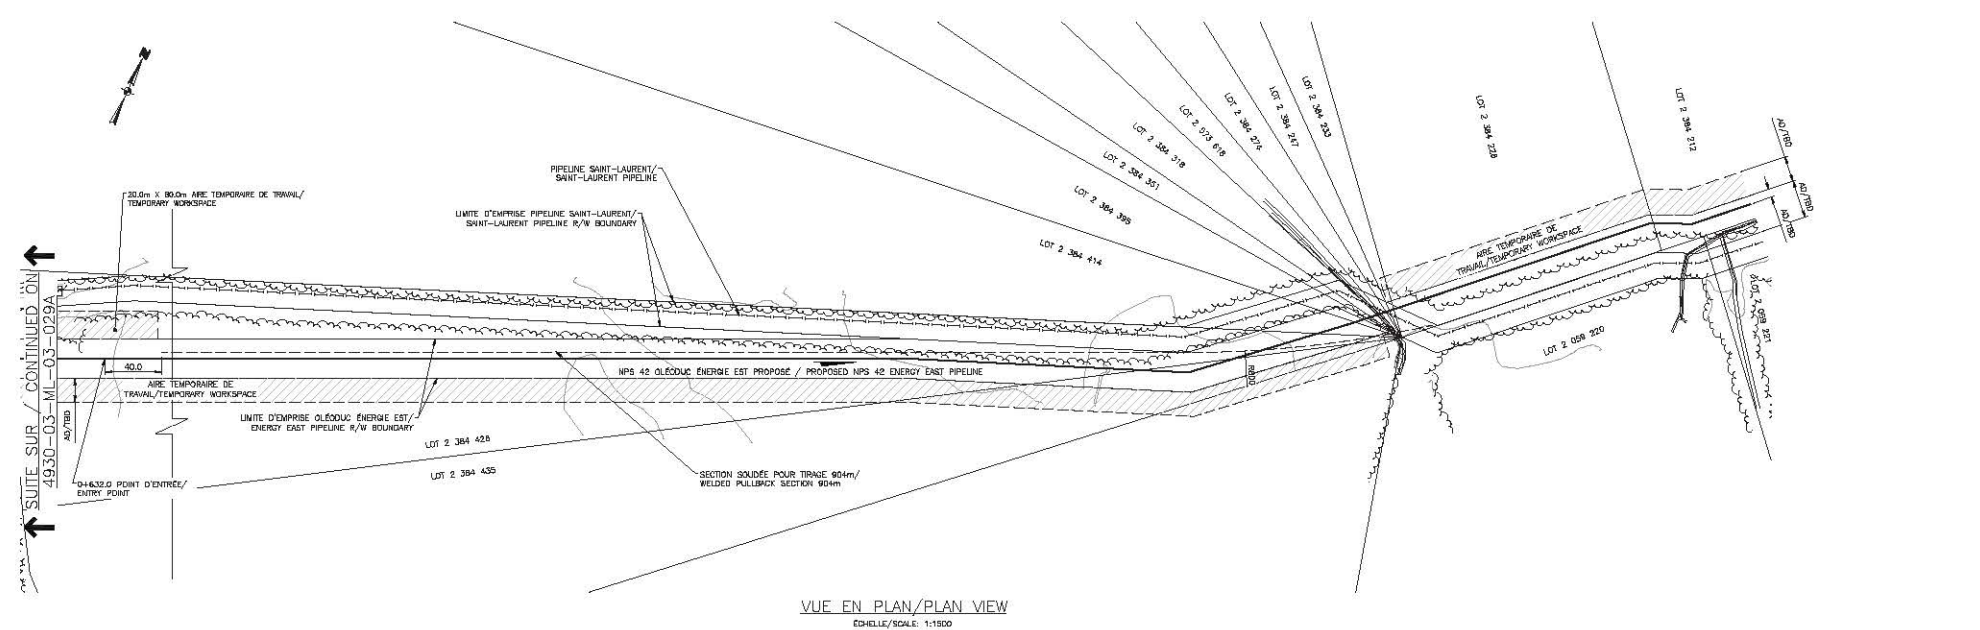 N
20.0m X 80.0m AIRE TEMPORAIRE DE TRAVAIL/
TEMPORARY WORKSPACE
PIPELINE SAINT-LAURENT/
SAINT-LAURENT PIPELINE
LIMITE D'EMPRISE PIPELINE SAINT-LAURENT/
SAINT-LAURENT PIPELINE R/W BOUNDARY
SUITE SUR / CONTINUED ON
4930-03-ML-03-029A
40.0
AIRE TEMPORAIRE DE
TRAVAIL/TEMPORARY WORKSPACE
AD/TBD
LIMITE D'EMPRISE OLÉODUC ÉNERGIE EST/
ENERGY EAST PIPELINE R/W BOUNDARY
0+632.0 POINT D'ENTRÉE/
ENTRY POINT
NPS 42 OLÉODUC ÉNERGIE EST PROPOSÉ / PROPOSED NPS 42 ENERGY EAST PIPELINE
LOT 2 384 428
LOT 2 384 435
SECTION SOUDÉE POUR TIRAGE 904m/
WELDED PULLBACK SECTION 904m
LOT 2 384 414
LOT 2 384 395
LOT 2 384 351
LOT 2 384 318
LOT 2 573 618
LOT 2 384 274
LOT 2 384 247
LOT 2 384 233
LOT 2 384 228
LOT 2 384 212
AD/TBD
AD/TBD
AD/TBD
AIRE TEMPORAIRE DE
TRAVAIL/TEMPORARY WORKSPACE
LOT 2 059 221
LOT 2 059 220
VUE EN PLAN/PLAN VIEW
ÉCHELLE/SCALE: 1:1500